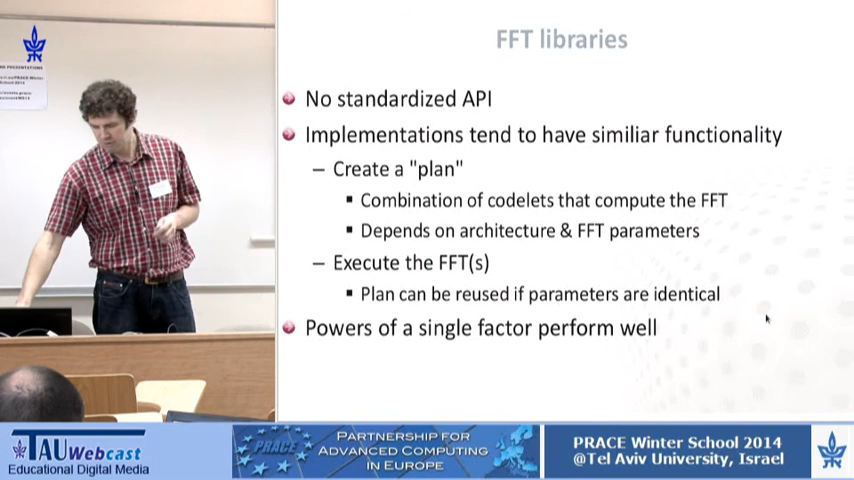 FFT libraries
No standardized API
Implementations tend to have similiar functionality
– Create a "plan"
Combination of codelets that compute the FFT
Depends on architecture & FFT parameters
– Execute the FFT(s)
Plan can be reused if parameters are identical
Powers of a single factor perform well
TAU Webcast
Educational Digital Media
PRACE
PARTNERSHIP FOR
ADVANCED COMPUTING
IN EUROPE
PRACE Winter School 2014
@Tel Aviv University, Israel